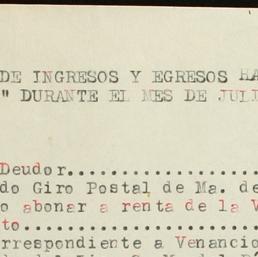 DE INGRESOS Y EGRESOS HA
" DURANTE EL MES DE JULI
Deudor....................
do Giro Postal de Ma. de
o abonar a renta de la V
to........................
rrespondiente a Venancio